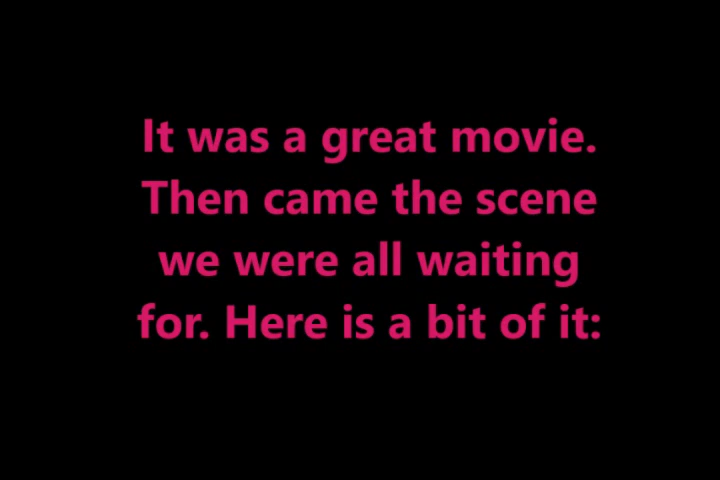 It was a great movie.
Then came the scene
we were all waiting
for. Here is a bit of it: